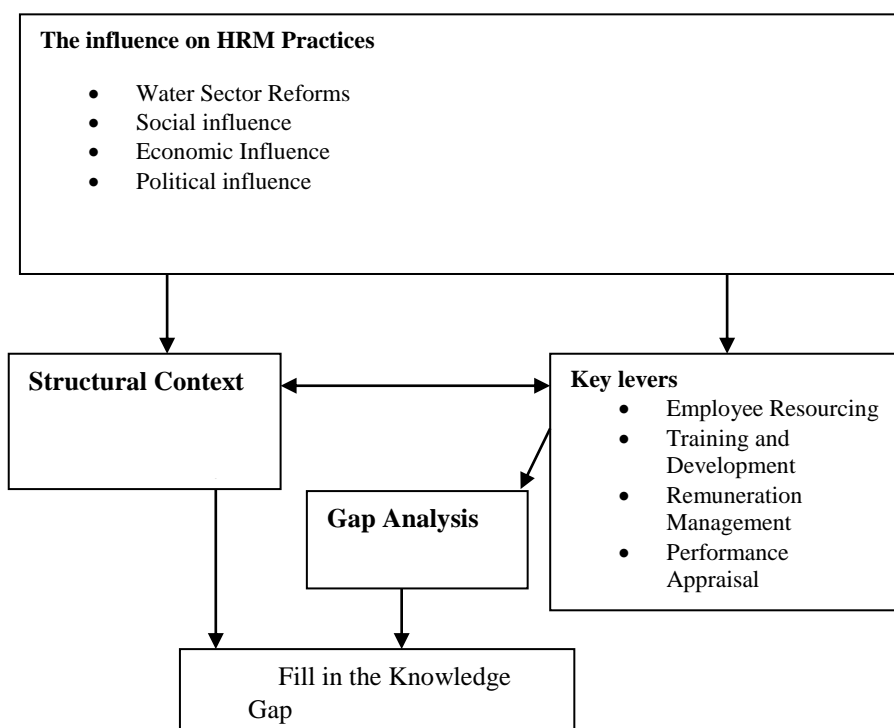 The influence on HRM Practices
• Water Sector Reforms
• Social influence
• Economic Influence
• Political influence
Structural Context
Key levers
• Employee Resourcing
• Training and
Development
• Remuneration
Management
• Performance
Appraisal
Gap Analysis
Fill in the Knowledge
Gap